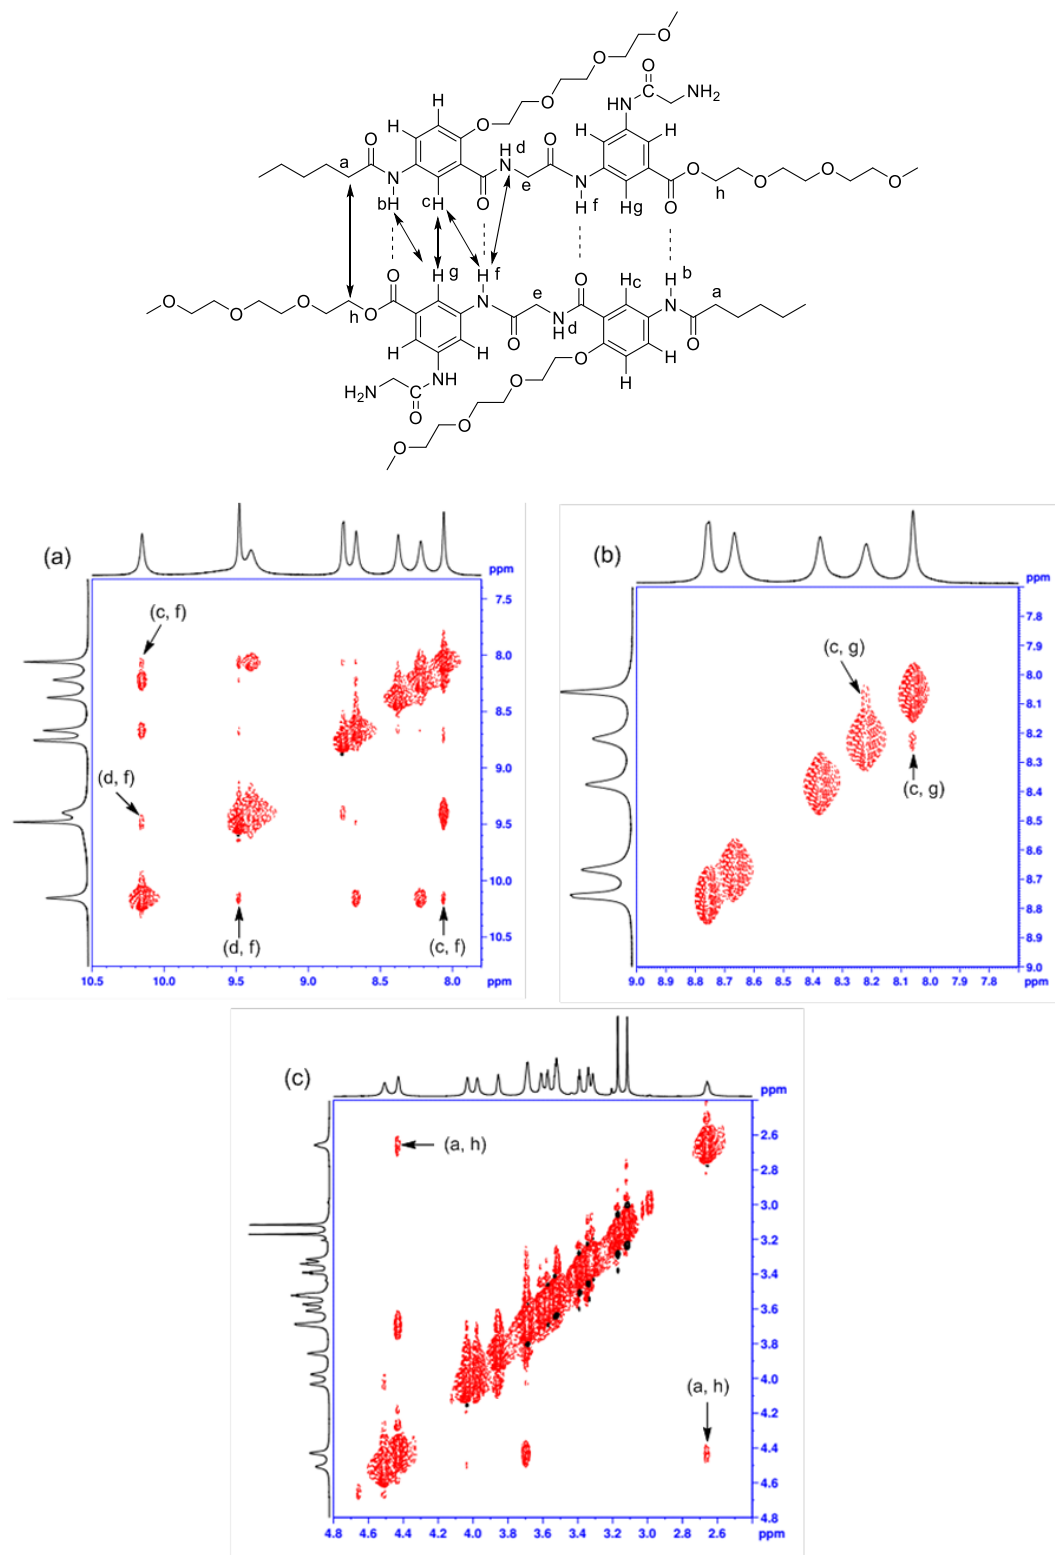 O
O
O
O
O
H
NH2
C
H
O
NH
O
H
O
H
H
d
N
O
a
N
O
O
O
O
e
N
h
N
bH
c H
O
H f
Hg
O
O
H g
H f
O
Hc
H b
O
O
O
O
N
e
N
a
h
O
N
Hd
O
H
H
O
H
O
O
NH
O
H
H2N
C
O
O
O
(a)
ppm
7.5
8.0
8.5
9.0
9.5
10.0
10.5
(c, f)
(d, f)
(d, f)
(c, f)
10.5 10.0 9.5 9.0 8.5 8.0 ppm
(b)
ppm
7.8
7.9
8.0
8.1
8.2
8.3
8.4
8.5
8.6
8.7
8.8
8.9
9.0
(c, g)
(c, g)
9.0 8.9 8.8 8.7 8.6 8.5 8.4 8.3 8.2 8.1 8.0 7.9 7.8 ppm
(c)
ppm
2.6
2.8
3.0
3.2
3.4
3.6
3.8
4.0
4.2
4.4
4.6
4.8
(a, h)
(a, h)
4.8 4.6 4.4 4.2 4.0 3.8 3.6 3.4 3.2 3.0 2.8 2.6 ppm